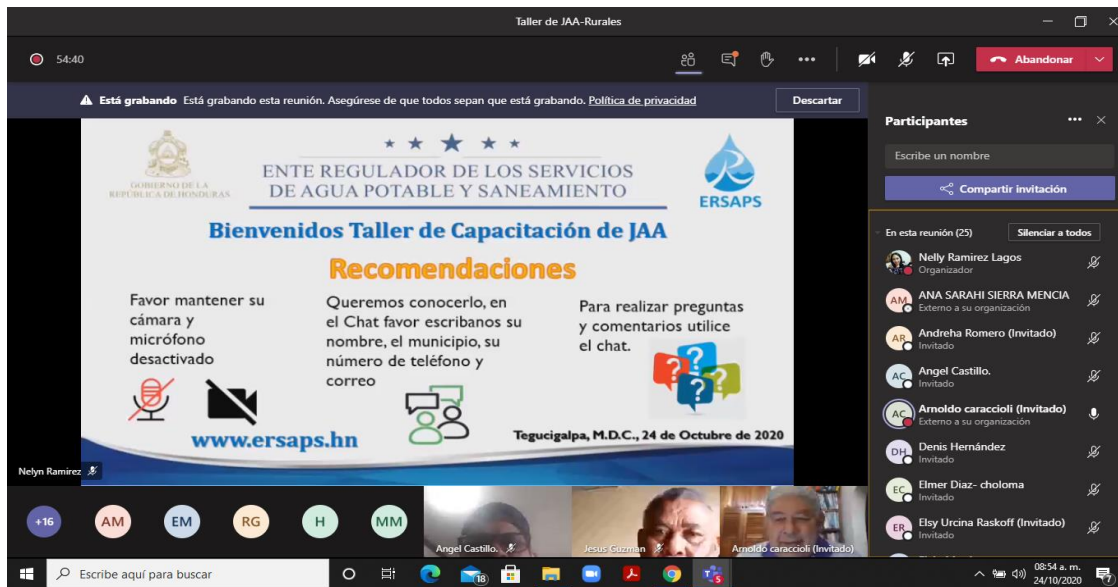 Taller de JAA-Rurales
54:40
Abandonar
Está grabando Está grabando esta reunión. Asegúrese de que todos sepan que está grabando. Política de privacidad
Descartar
GOBIERNO DE LA
REPÚBLICA DE HONDURAS
ENTE REGULADOR DE LOS SERVICIOS
DE AGUA POTABLE Y SANEAMIENTO
ERSAPS
Bienvenidos Taller de Capacitación de JAA
Recomendaciones
Favor mantener su
cámara y
micrófono
desactivado
Queremos conocerlo, en
el Chat favor escribanos su
nombre, el municipio, su
número de teléfono y
correo
Para realizar preguntas
y comentarios utilice
el chat.
? ? ? ?
www.ersaps.hn
Tegucigalpa, M.D.C., 24 de Octubre de 2020
Nelyn Ramirez
+16
AM
EM
RG
H
MM
Angel Castillo.
Jesus Guzman
Arnoldo caraccioli (Invitado)
Participantes
Escribe un nombre
Compartir invitación
En esta reunión (25)
Silenciar a todos
Nelly Ramirez Lagos
Organizador
AM
ANA SARAHI SIERRA MENCIA
Externo a su organización
AR
Andreha Romero (Invitado)
Invitado
AC
Angel Castillo.
Invitado
AC
Arnoldo caraccioli (Invitado)
Externo a su organización
DH
Denis Hernández
Invitado
EC
Elmer Diaz- choloma
Invitado
ER
Elsy Urcina Raskoff (Invitado)
Invitado
Escribe aquí para buscar
18
08:54 a. m.
24/10/2020